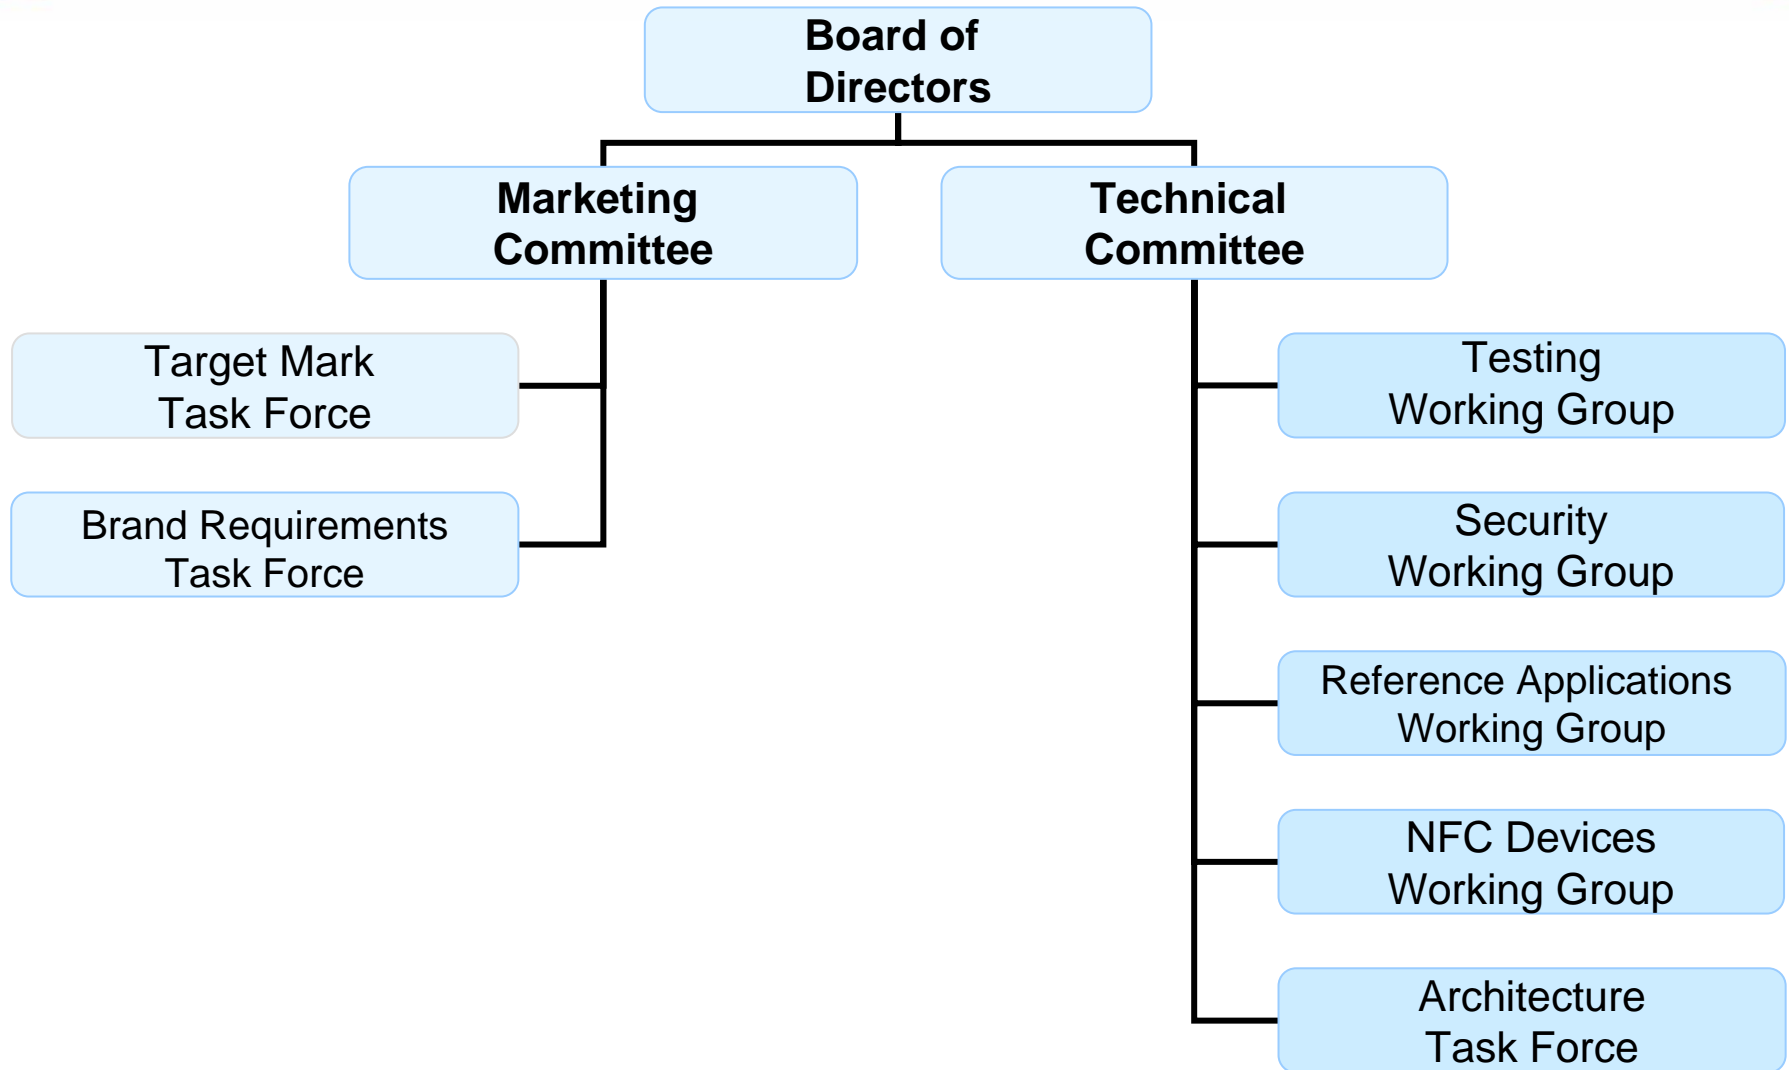 Board of
Directors
Marketing
Committee
Technical
Committee
Target Mark
Task Force
Brand Requirements
Task Force
Testing
Working Group
Security
Working Group
Reference Applications
Working Group
NFC Devices
Working Group
Architecture
Task Force